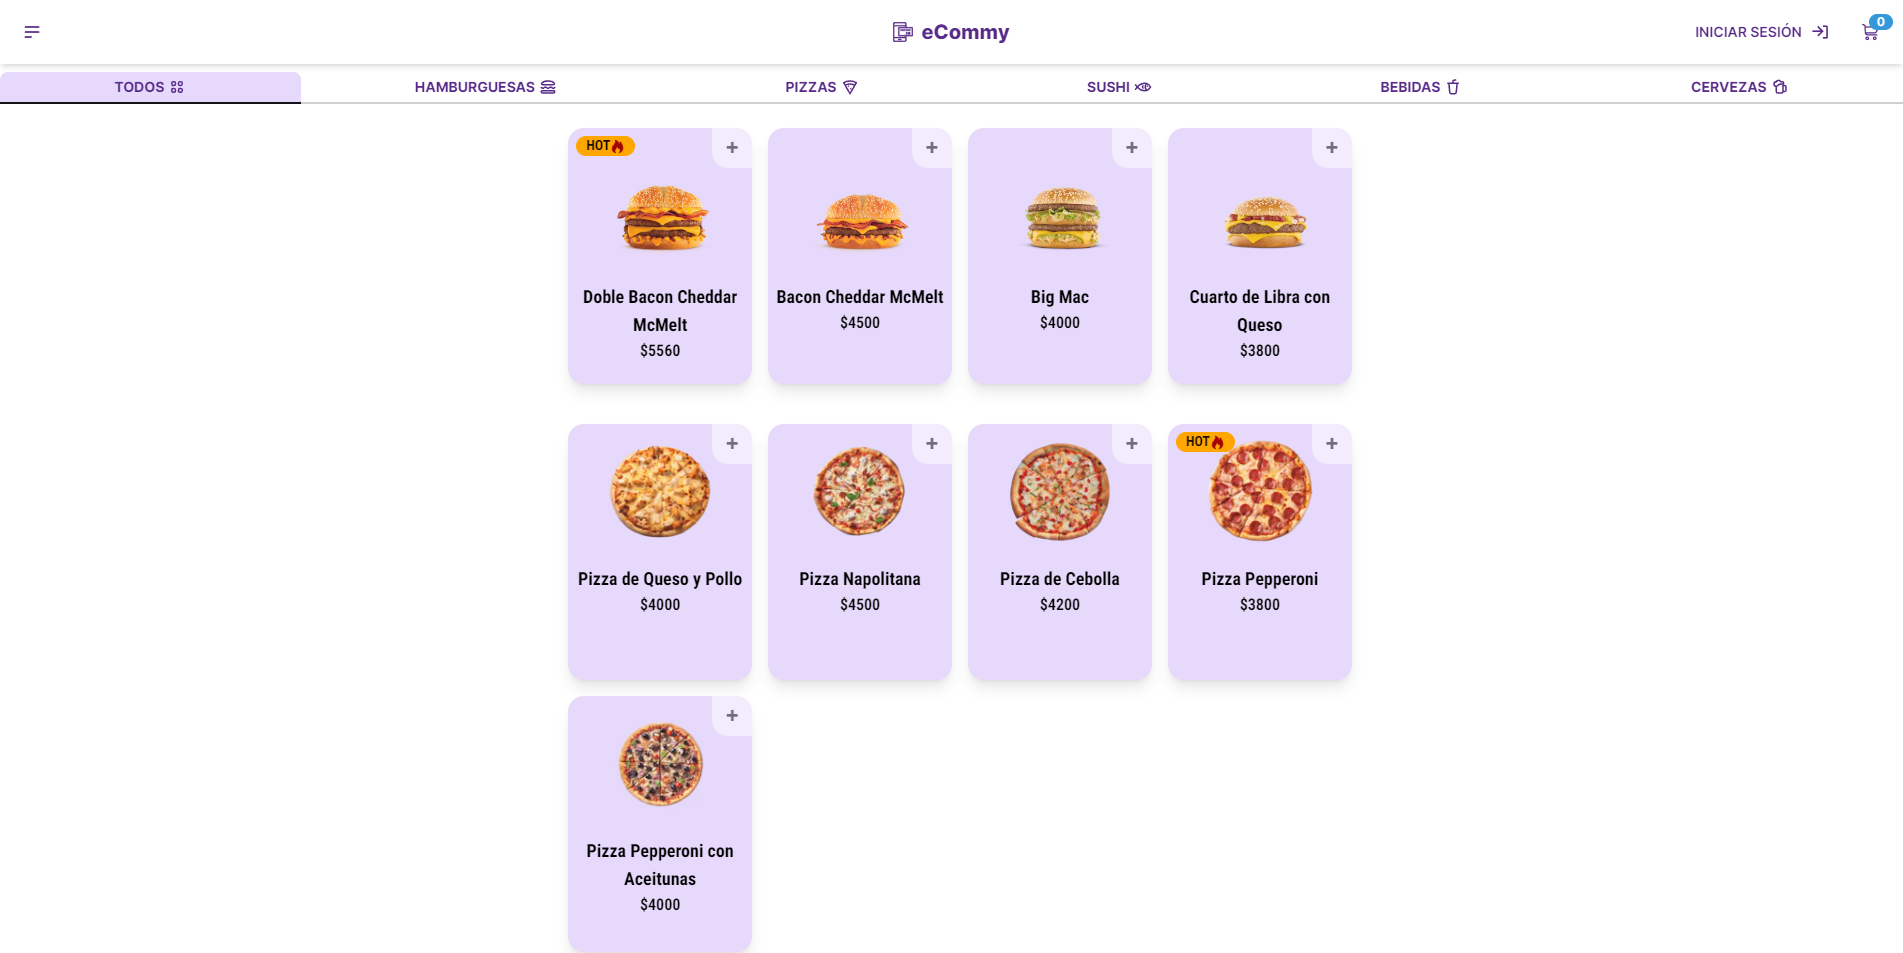 eCommy
INICIAR SESIÓN
0
TODOS
HAMBURGUESAS
PIZZAS
SUSHI
BEBIDAS
CERVEZAS
HOT
+
Doble Bacon Cheddar
McMelt
$5560
+
Bacon Cheddar McMelt
$4500
+
Big Mac
$4000
+
Cuarto de Libra con
Queso
$3800
+
Pizza de Queso y Pollo
$4000
+
Pizza Napolitana
$4500
+
Pizza de Cebolla
$4200
HOT
+
Pizza Pepperoni
$3800
+
Pizza Pepperoni con
Aceitunas
$4000